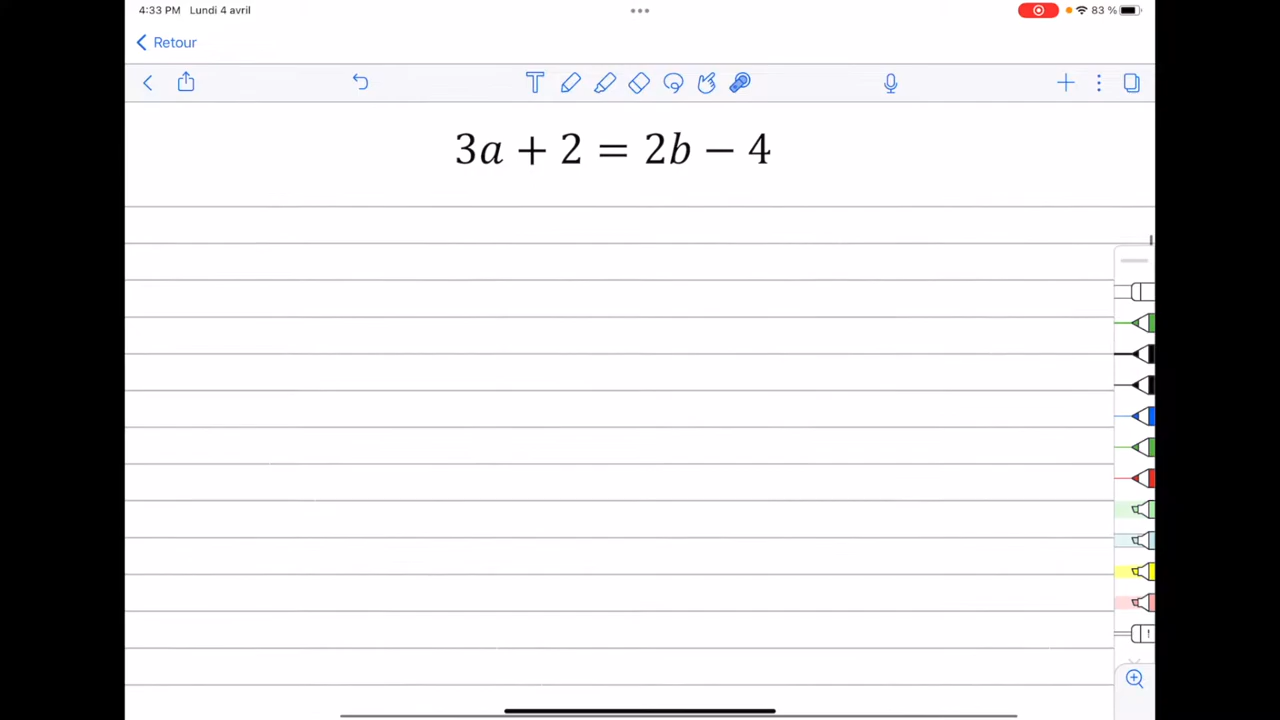 4:33 PM Lundi 4 avril
83 %
Retour
T
3a + 2 = 2b − 4